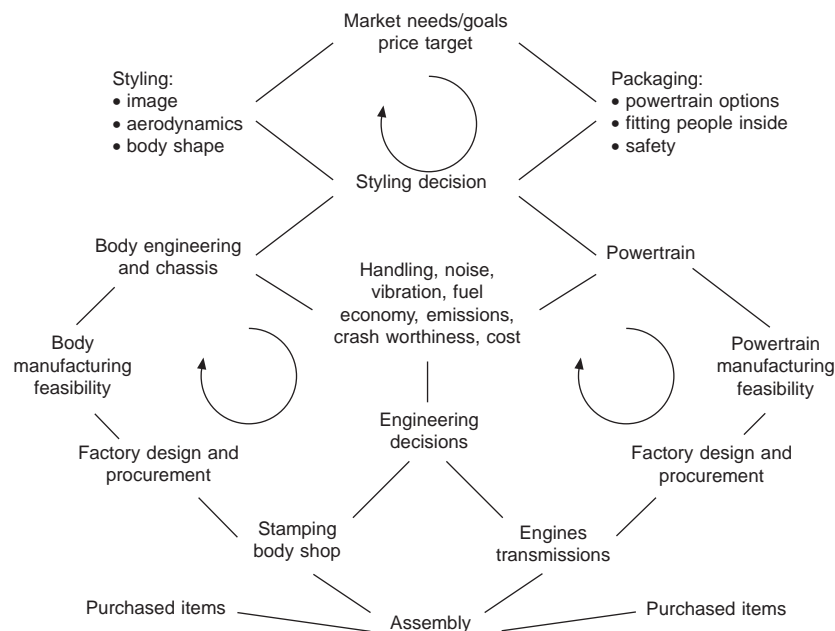 Market needs/goals
price target
Styling:
• image
• aerodynamics
• body shape
Packaging:
• powertrain options
• fitting people inside
• safety
Styling decision
Body engineering
and chassis
Handling, noise,
vibration, fuel
economy, emissions,
crash worthiness, cost
Powertrain
Body
manufacturing
feasibility
Powertrain
manufacturing
feasibility
Engineering
decisions
Factory design and
procurement
Factory design and
procurement
Stamping
body shop
Engines
transmissions
Purchased items
Assembly
Purchased items